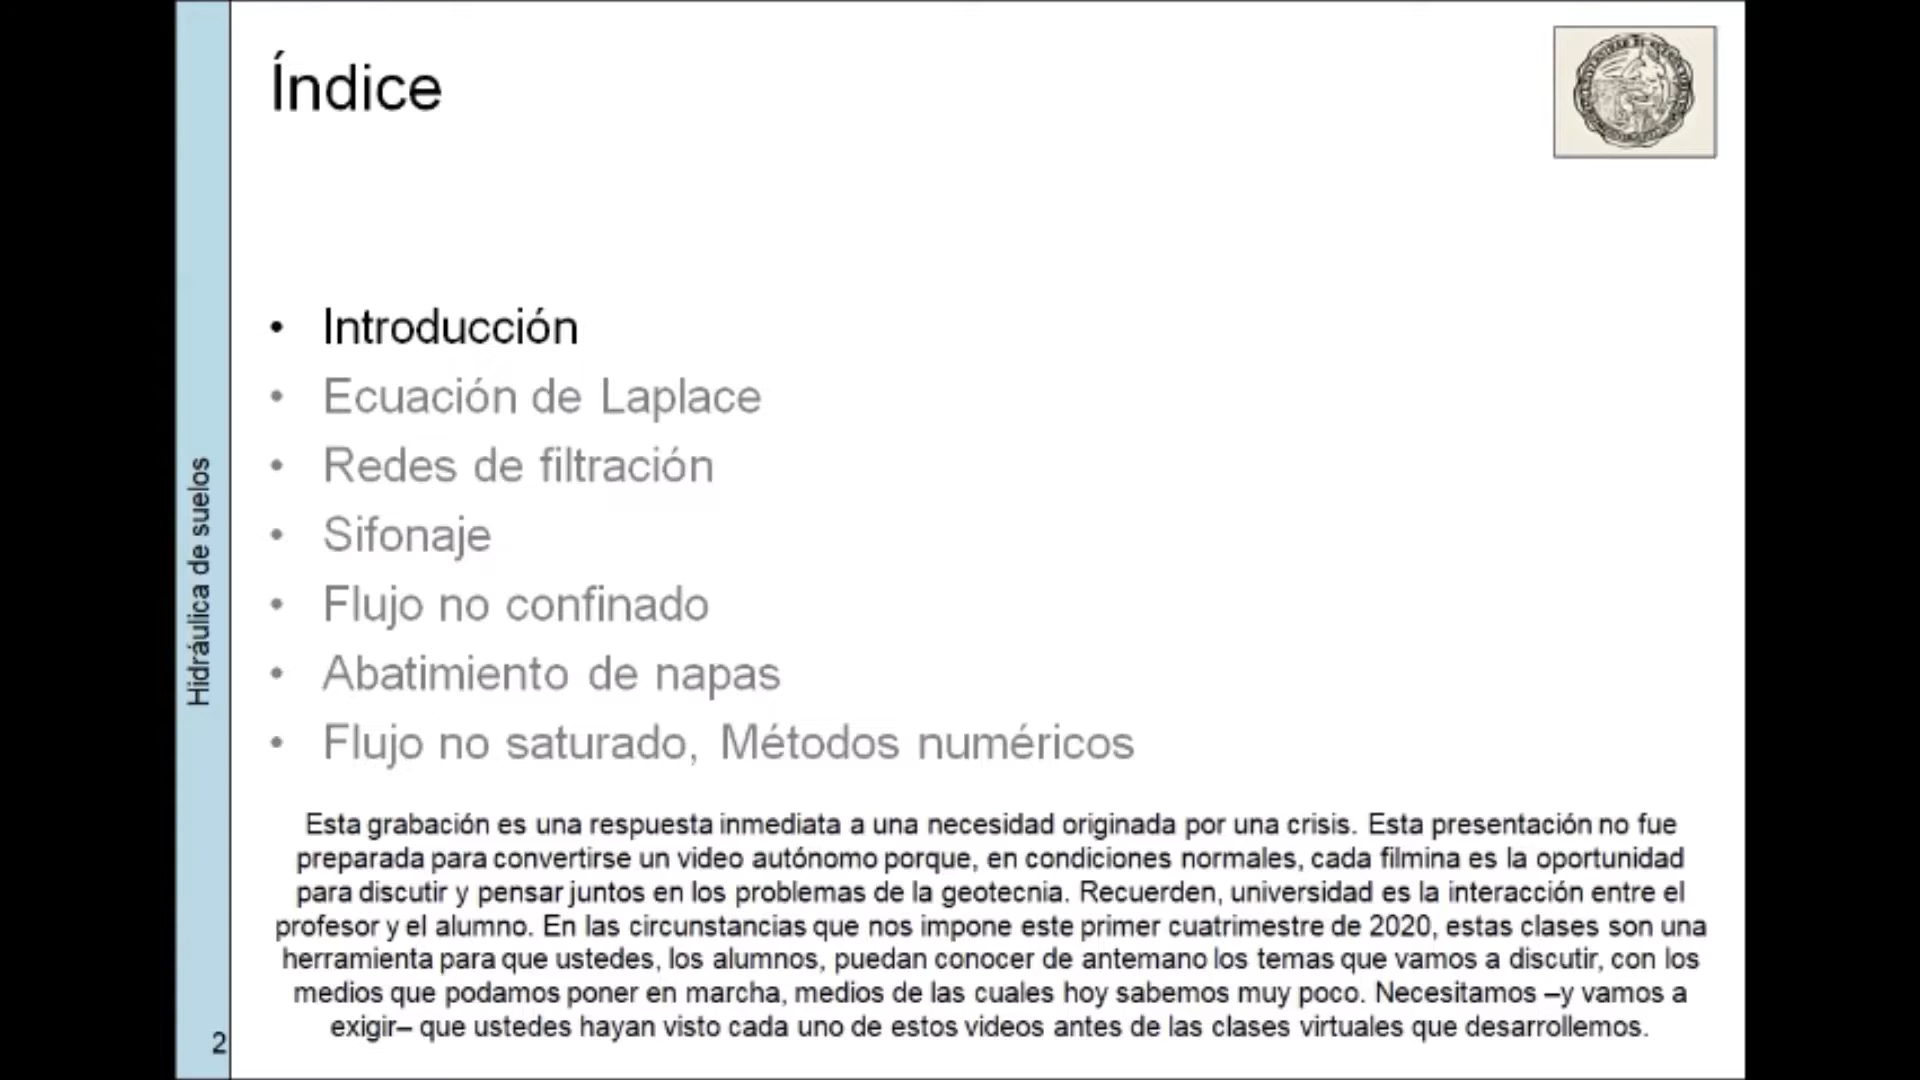 Índice
• Introducción
• Ecuación de Laplace
• Redes de filtración
• Sifonaje
• Flujo no confinado
• Abatimiento de napas
• Flujo no saturado, Métodos numéricos
Esta grabación es una respuesta inmediata a una necesidad originada por una crisis. Esta presentación no fue
preparada para convertirse un video autónomo porque, en condiciones normales, cada filmina es la oportunidad
para discutir y pensar juntos en los problemas de la geotecnia. Recuerden, universidad es la interacción entre el
profesor y el alumno. En las circunstancias que nos impone este primer cuatrimestre de 2020, estas clases son una
herramienta para que ustedes, los alumnos, puedan conocer de antemano los temas que vamos a discutir, con los
medios que podamos poner en marcha, medios de las cuales hoy sabemos muy poco. Necesitamos –y vamos a
exigir– que ustedes hayan visto cada uno de estos videos antes de las clases virtuales que desarrollemos.
Hidráulica de suelos
2